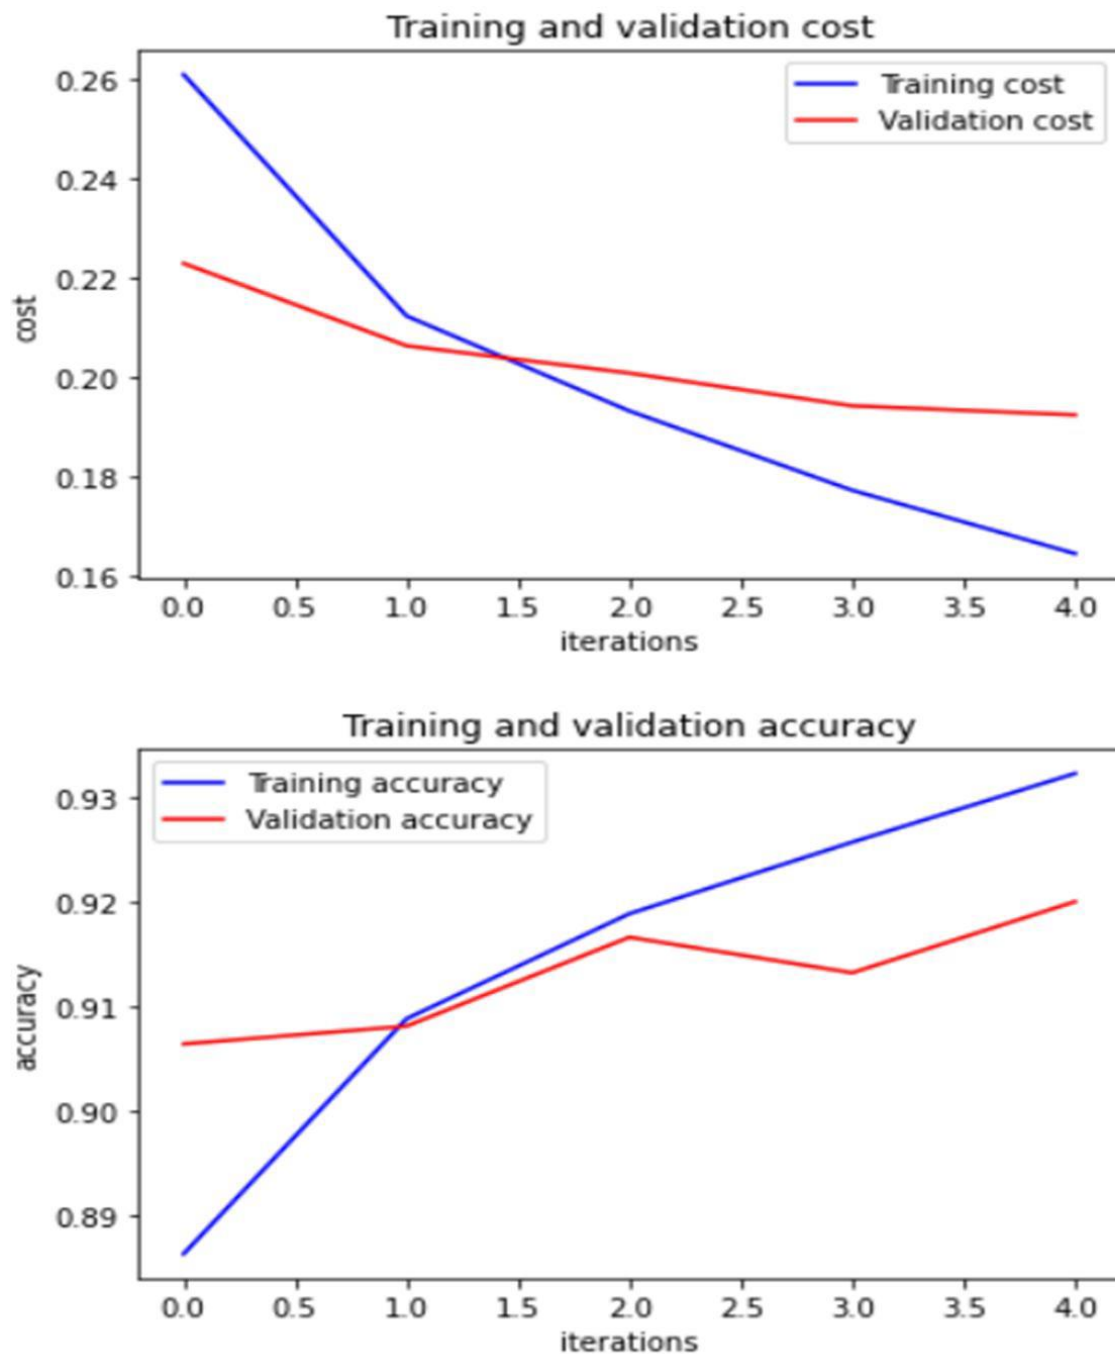 Training and validation cost
Training cost
Validation cost
0.26
0.24
0.22
0.20
0.18
0.16
cost
0.0 0.5 1.0 1.5 2.0 2.5 3.0 3.5 4.0
iterations
Training and validation accuracy
Training accuracy
Validation accuracy
0.93
0.92
0.91
0.90
0.89
accuracy
0.0 0.5 1.0 1.5 2.0 2.5 3.0 3.5 4.0
iterations